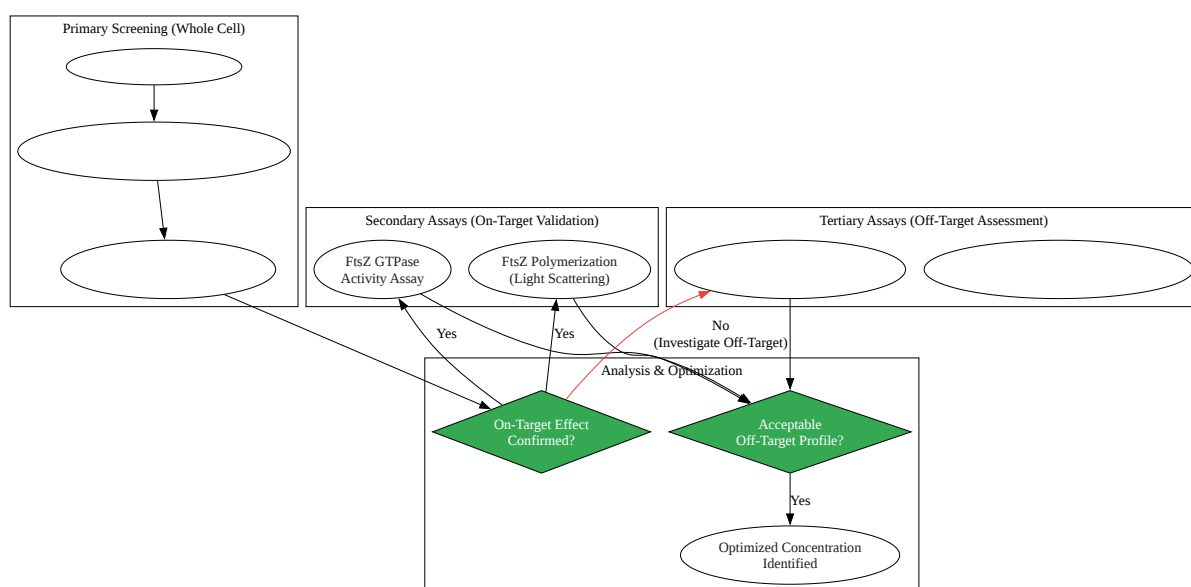 Primary Screening (Whole Cell)
Secondary Assays (On-Target Validation)
Tertiary Assays (Off-Target Assessment)
FtsZ GTPase
Activity Assay
FtsZ Polymerization
(Light Scattering)
Yes
Yes
No
(Investigate Off-Target)
Analysis & Optimization
On-Target Effect
Confirmed?
Acceptable
Off-Target Profile?
Yes
Optimized Concentration
Identified